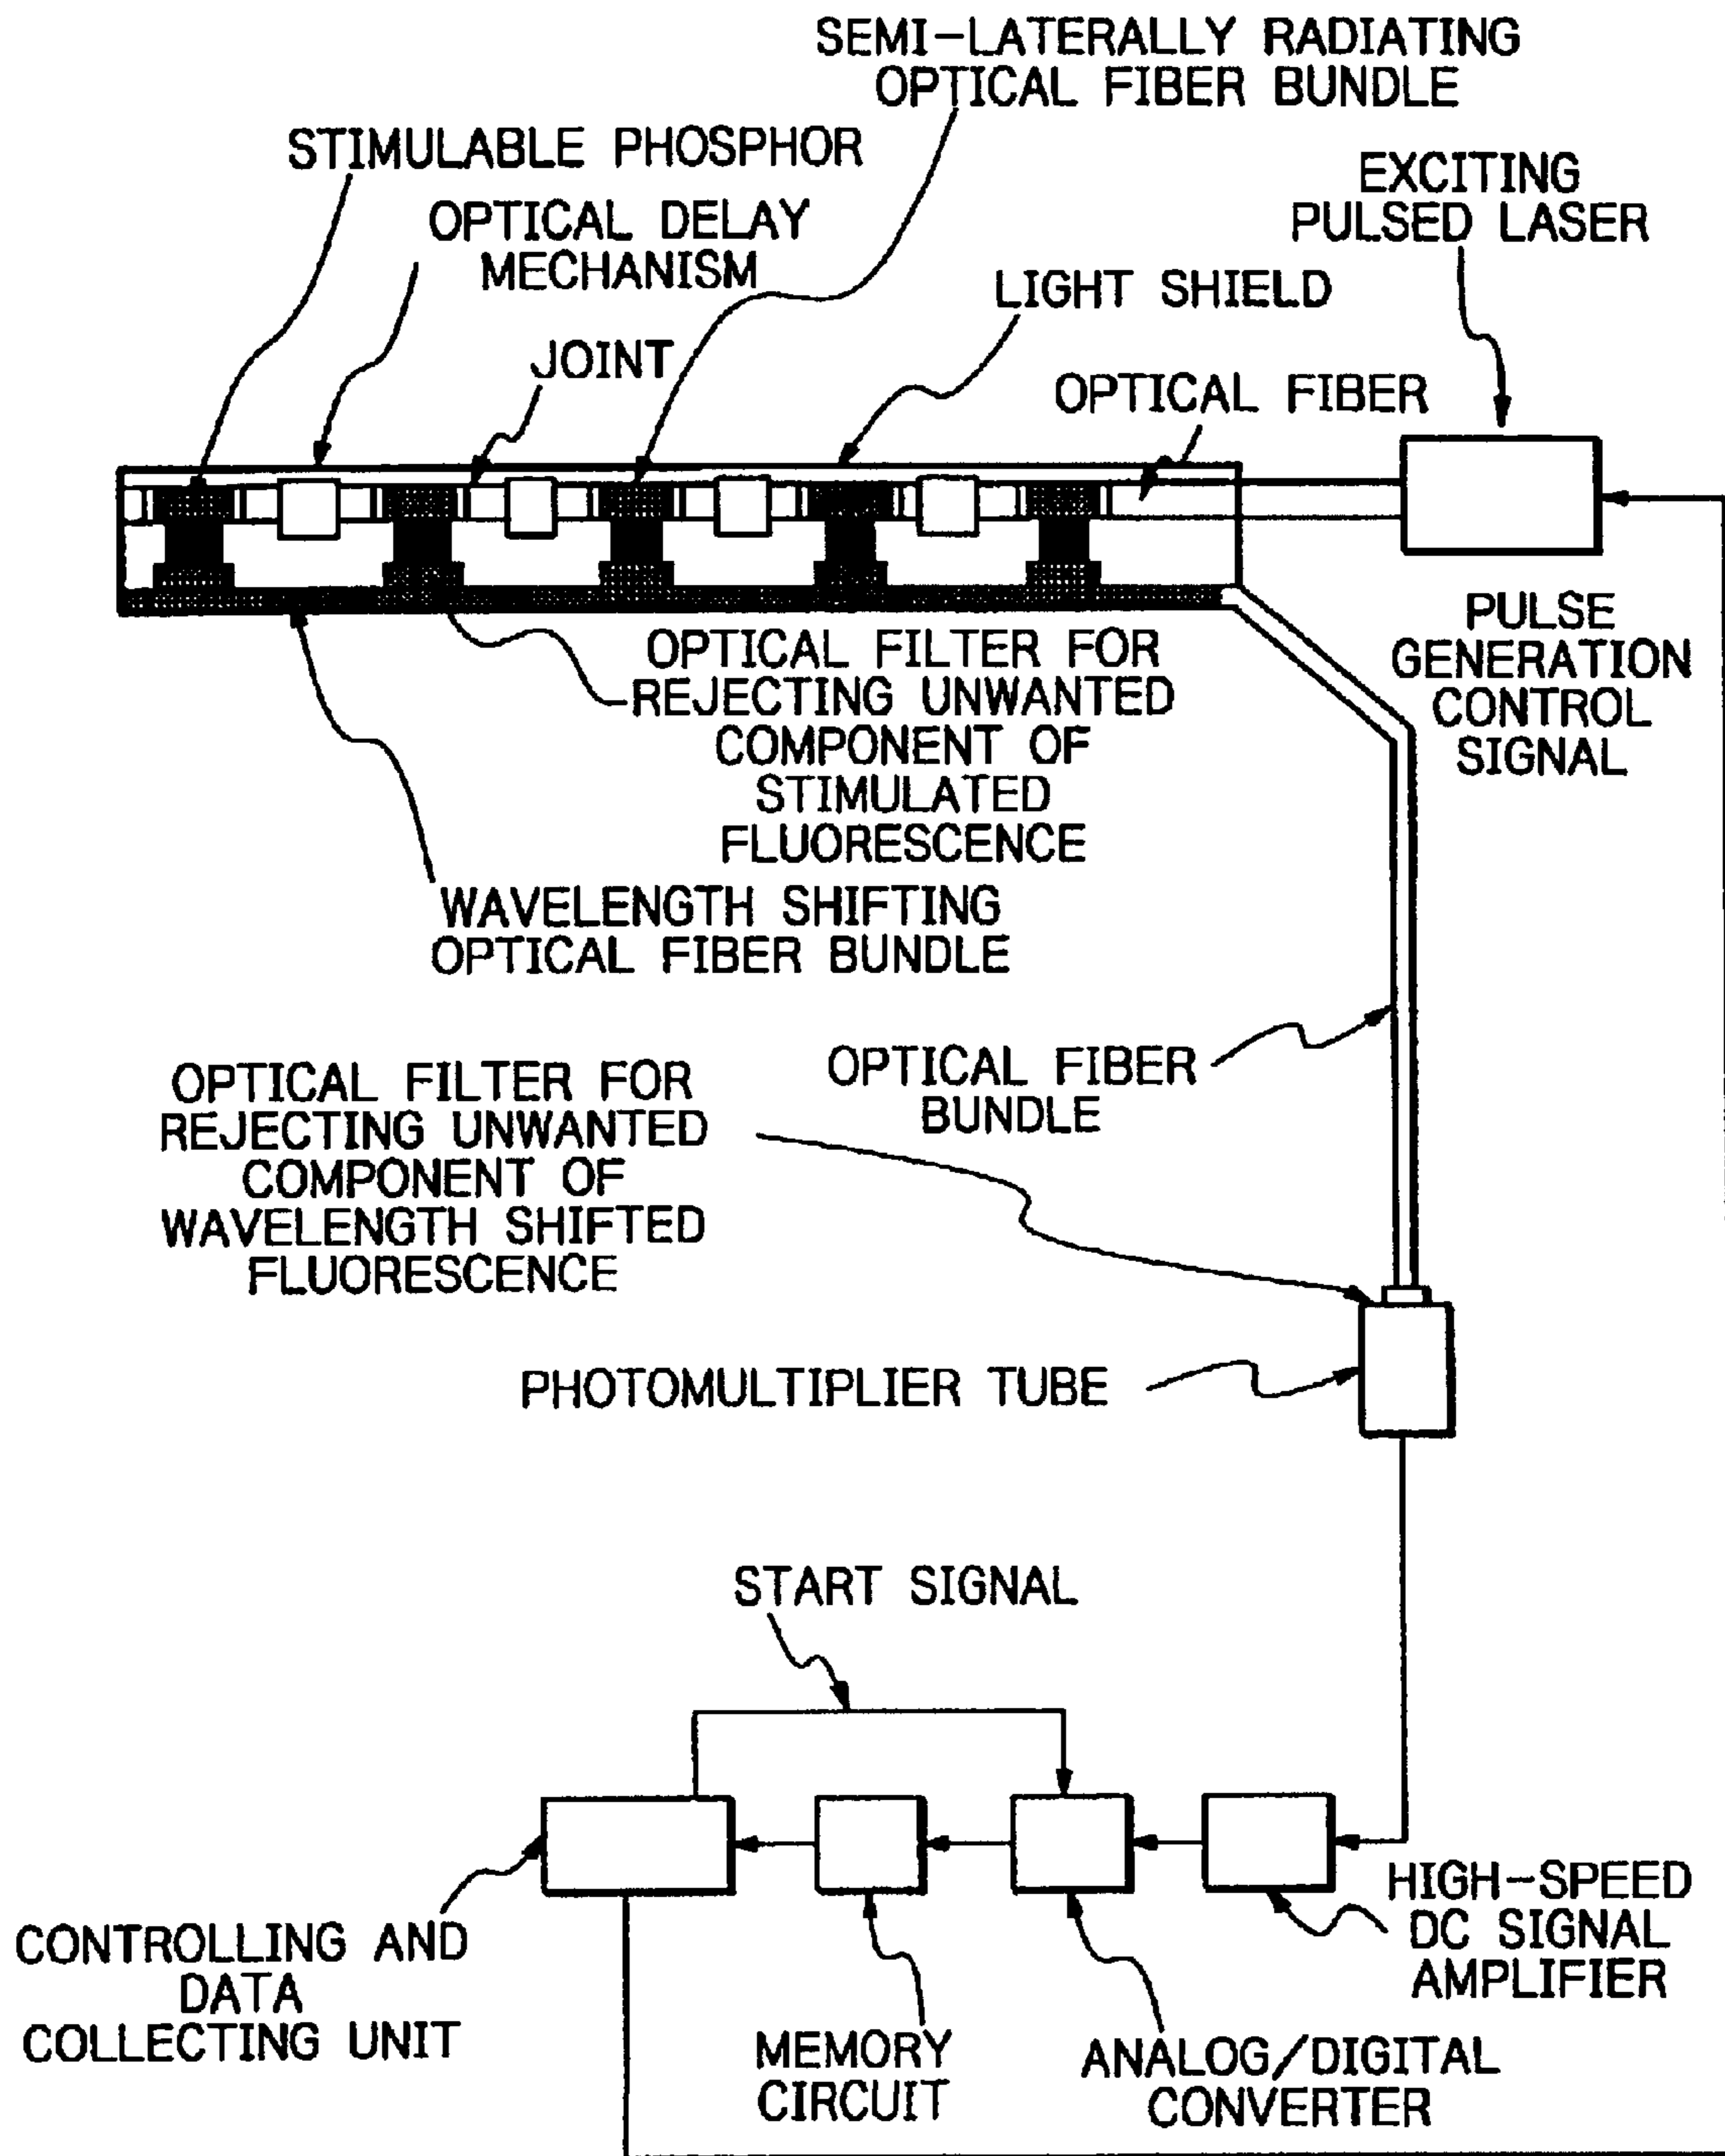 SEMI-LATERALLY RADIATING
OPTICAL FIBER BUNDLE
STIMULABLE PHOSPHOR
EXCITING
PULSED LASER
OPTICAL DELAY
MECHANISM
LIGHT SHIELD
JOINT
OPTICAL FIBER
PULSE
GENERATION
CONTROL
SIGNAL
OPTICAL FILTER FOR
REJECTING UNWANTED
COMPONENT OF
STIMULATED
FLUORESCENCE
WAVELENGTH SHIFTING
OPTICAL FIBER BUNDLE
OPTICAL FIBER
BUNDLE
OPTICAL FILTER FOR
REJECTING UNWANTED
COMPONENT OF
WAVELENGTH SHIFTED
FLUORESCENCE
PHOTOMULTIPLIER TUBE
START SIGNAL
HIGH-SPEED
DC SIGNAL
AMPLIFIER
CONTROLLING AND
DATA
COLLECTING UNIT
MEMORY
CIRCUIT
ANALOG/DIGITAL
CONVERTER